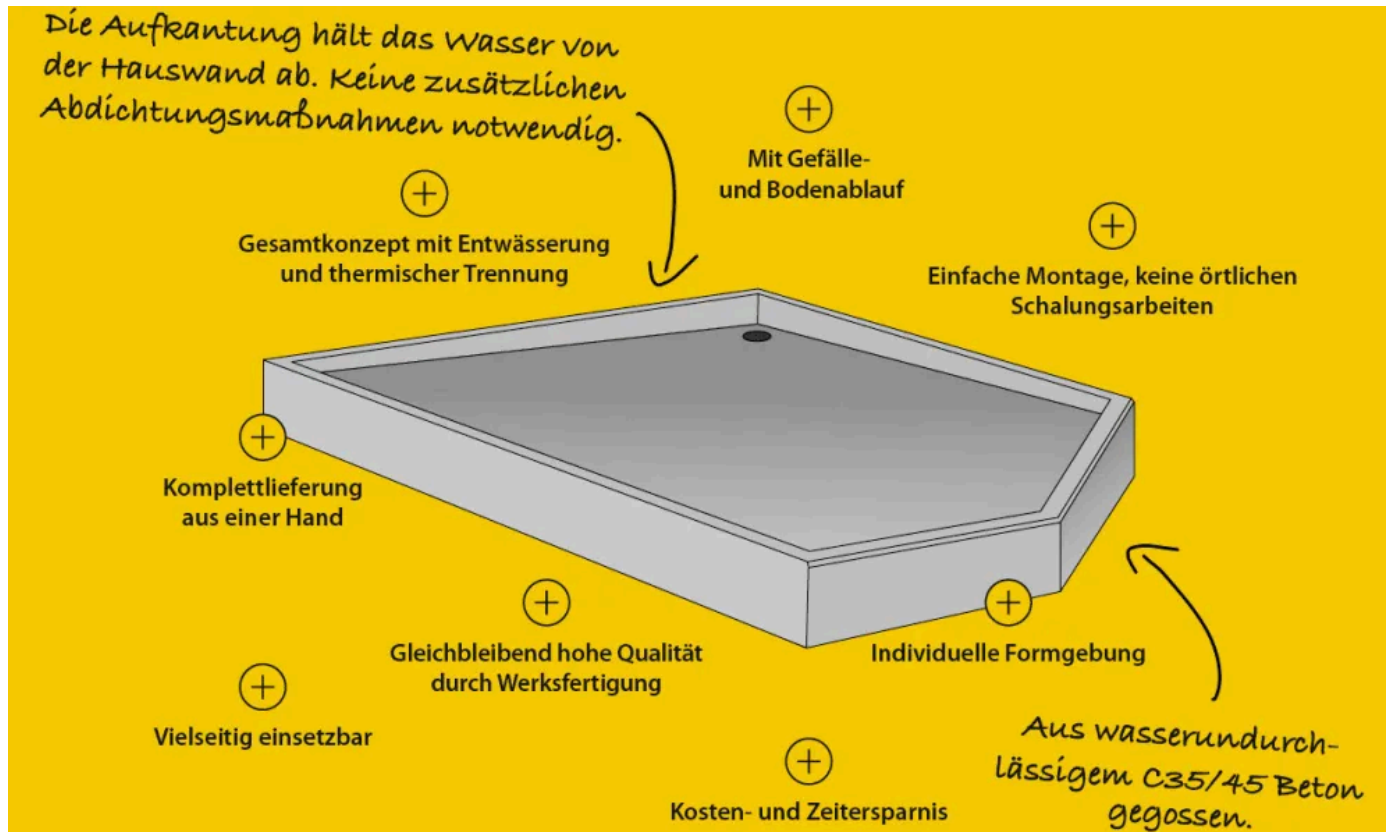 Die Aufkantung hält das Wasser von
der Hauswand ab. Keine zusätzlichen
Abdichtungsmaßnahmen notwendig.
Mit Gefälle-
und Bodenablauf
Gesamtkonzept mit Entwässerung
und thermischer Trennung
Einfache Montage, keine örtlichen
Schalungsarbeiten
Komplettlieferung
aus einer Hand
Gleichbleibend hohe Qualität
durch Werksfertigung
Individuelle Formgebung
Vielseitig einsetzbar
Aus wasserundurch-
lässigem C35/45 Beton
gegossen.
Kosten- und Zeitersparnis